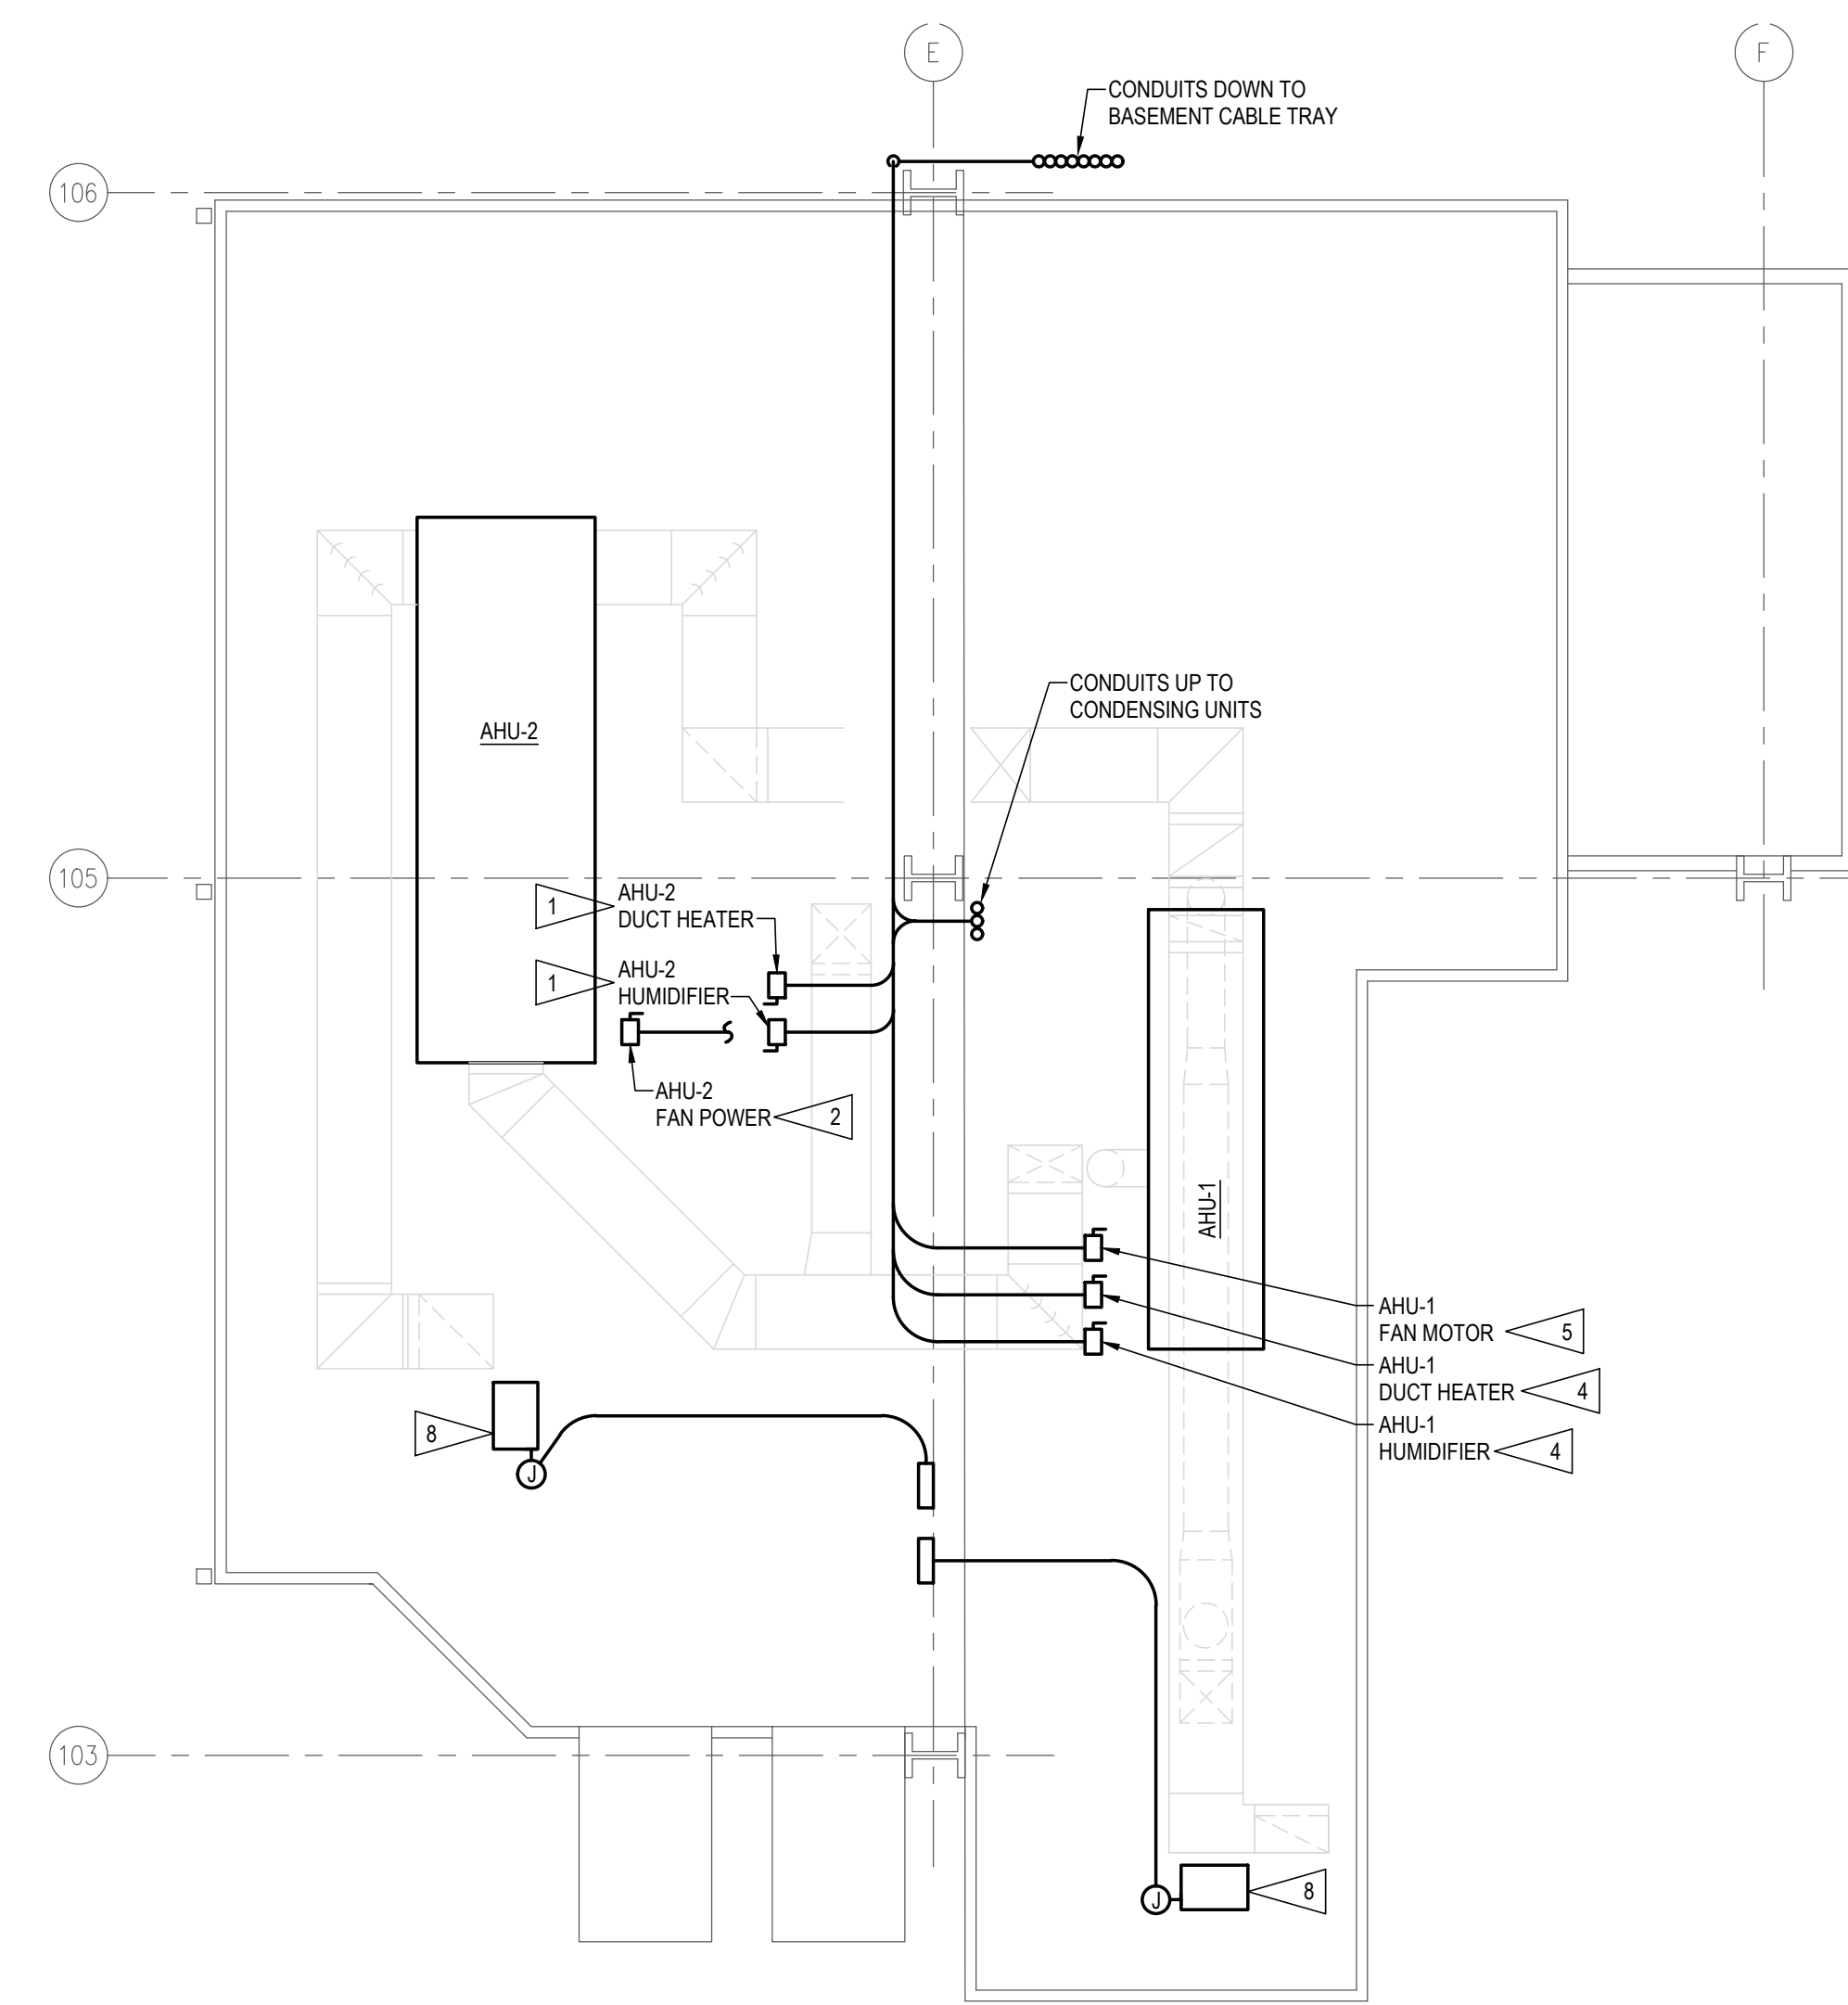 E
F
CONDUITS DOWN TO
BASEMENT CABLE TRAY
106
CONDUITS UP TO
CONDENSING UNITS
AHU-2
105
1
AHU-2
DUCT HEATER
1
AHU-2
HUMIDIFIER
AHU-2
FAN POWER
2
AHU-1
AHU-1
FAN MOTOR
5
AHU-1
DUCT HEATER
4
AHU-1
HUMIDIFIER
4
8
J
103
J
8